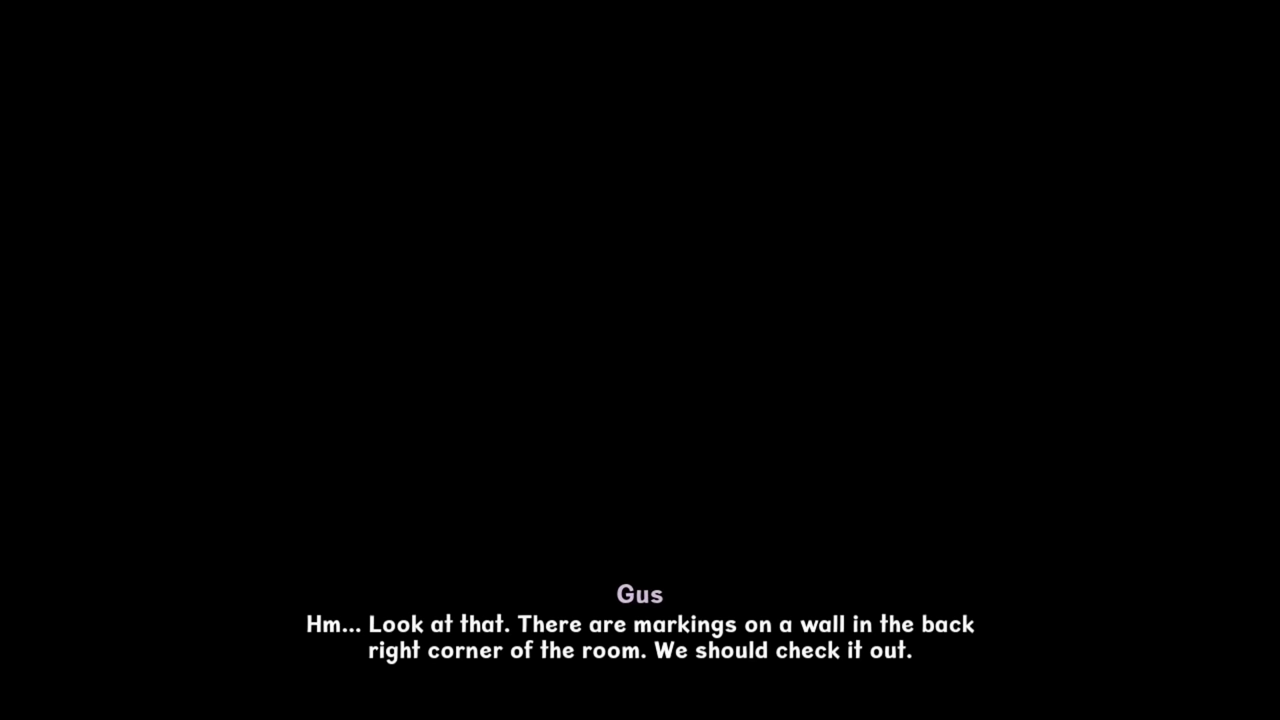 Gus
Hm... Look at that. There are markings on a wall in the back
right corner of the room. We should check it out.